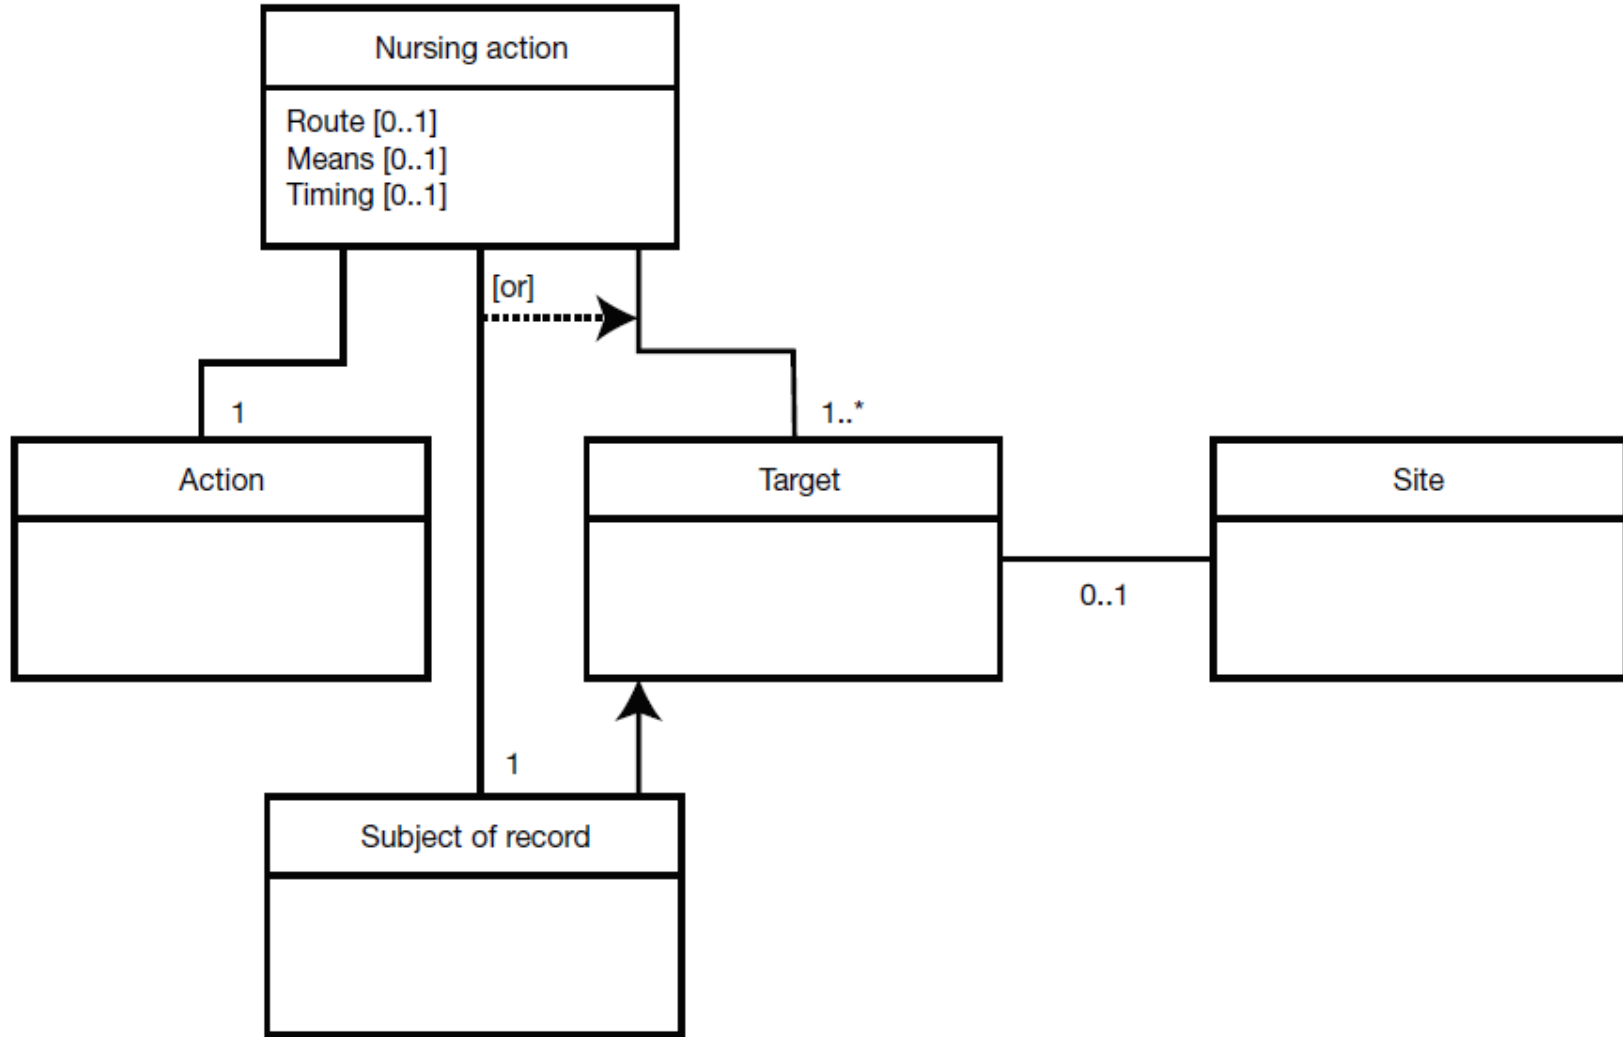 Nursing action
Route [0..1]
Means [0..1]
Timing [0..1]
[or]
1
1..*
Action
Target
Site
0..1
1
Subject of record